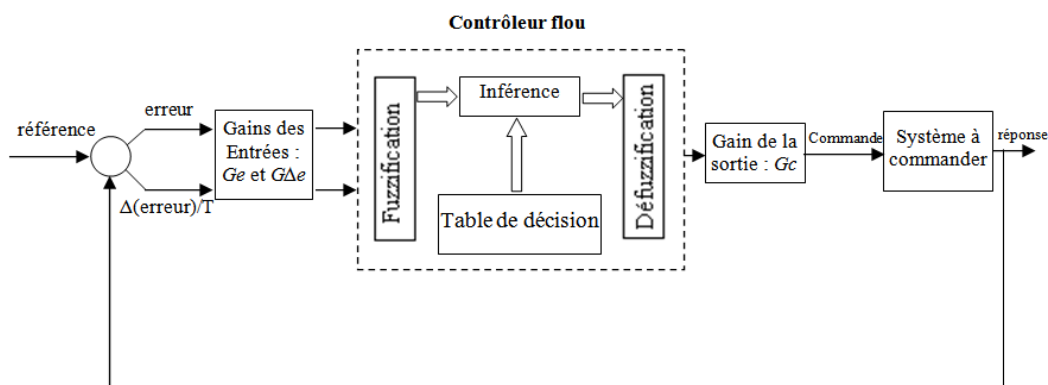 Contrôleur flou
référence
erreur
Δ(erreur)/T
Gains des
Entrées :
Ge et GΔe
Fuzzification
Inférence
Table de décision
Défuzzification
Gain de la
sortie : Gc
Commande
Système à
commander
réponse